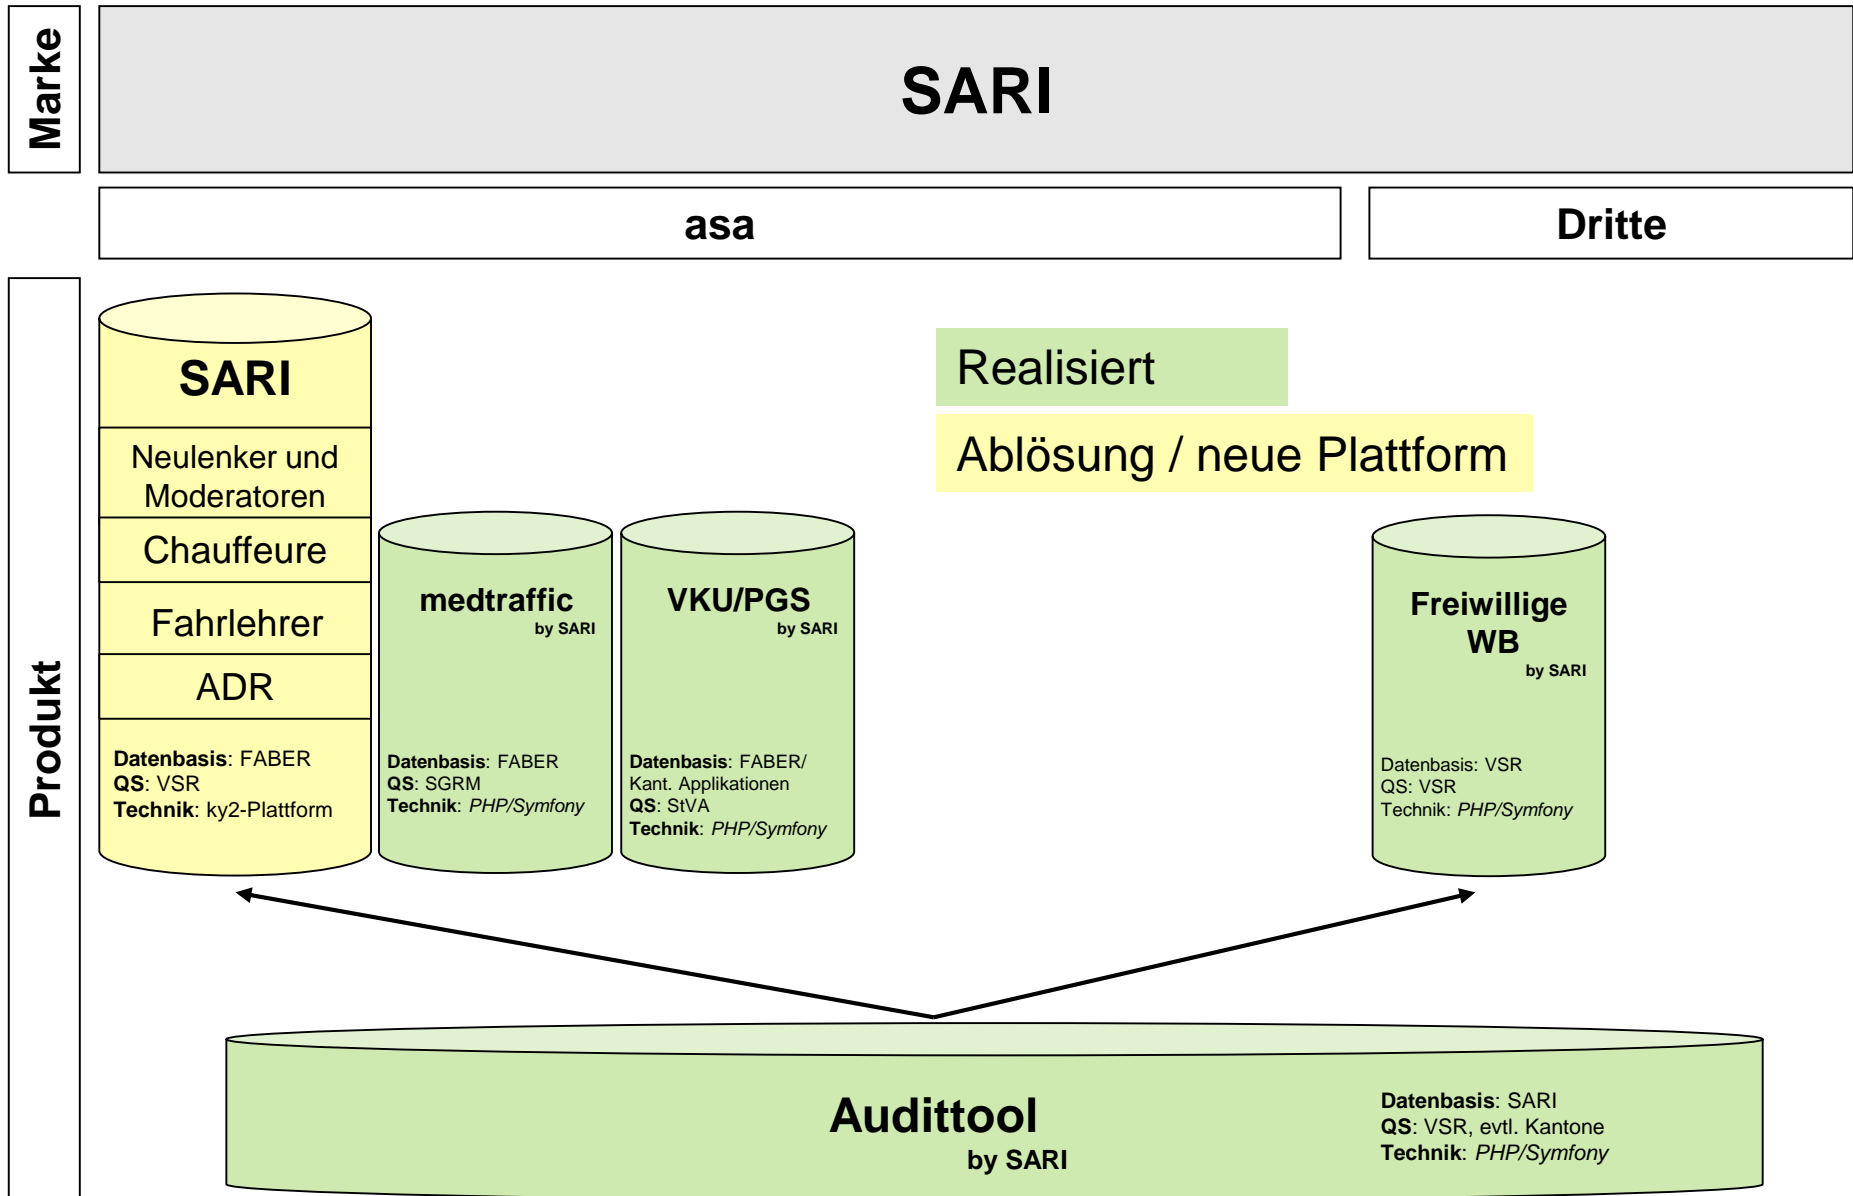 Marke
SARI
asa
Dritte
Produkt
SARI
Neulenker und
Moderatoren
Chauffeure
Fahrlehrer
ADR
Datenbasis: FABER
QS: VSR
Technik: ky2-Plattform
medtraffic
by SARI
Datenbasis: FABER
QS: SGRM
Technik: PHP/Symfony
VKU/PGS
by SARI
Datenbasis: FABER/
Kant. Applikationen
QS: StVA
Technik: PHP/Symfony
Realisiert
Ablösung / neue Plattform
Freiwillige
WB
by SARI
Datenbasis: VSR
QS: VSR
Technik: PHP/Symfony
Audittool
by SARI
Datenbasis: SARI
QS: VSR, evtl. Kantone
Technik: PHP/Symfony